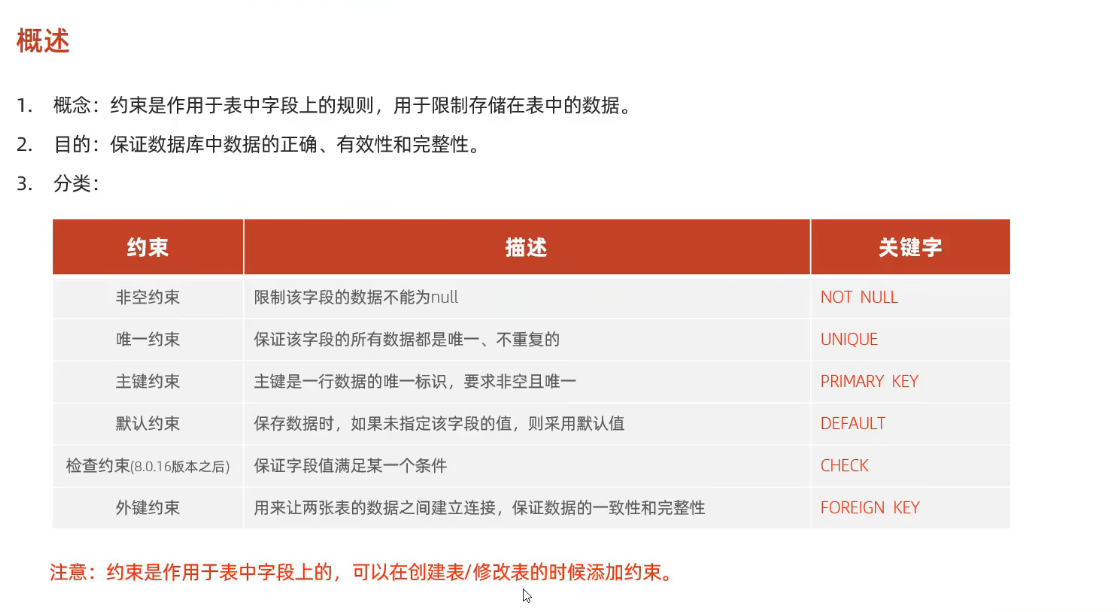 概述
1. 概念：约束是作用于表中字段上的规则，用于限制存储在表中的数据。
2. 目的：保证数据库中数据的正确、有效性和完整性。
3. 分类：
约束 描述 关键字
非空约束 限制该字段的数据不能为null NOT NULL
唯一约束 保证该字段的所有数据都是唯一、不重复的 UNIQUE
主键约束 主键是一行数据的唯一标识，要求非空且唯一 PRIMARY KEY
默认约束 保存数据时，如果未指定该字段的值，则采用默认值 DEFAULT
检查约束(8.0.16版本之后) 保证字段值满足某一个条件 CHECK
外键约束 用来让两张表的数据之间建立连接，保证数据的一致性和完整性 FOREIGN KEY
注意：约束是作用于表中字段上的，可以在创建表/修改表的时候添加约束。